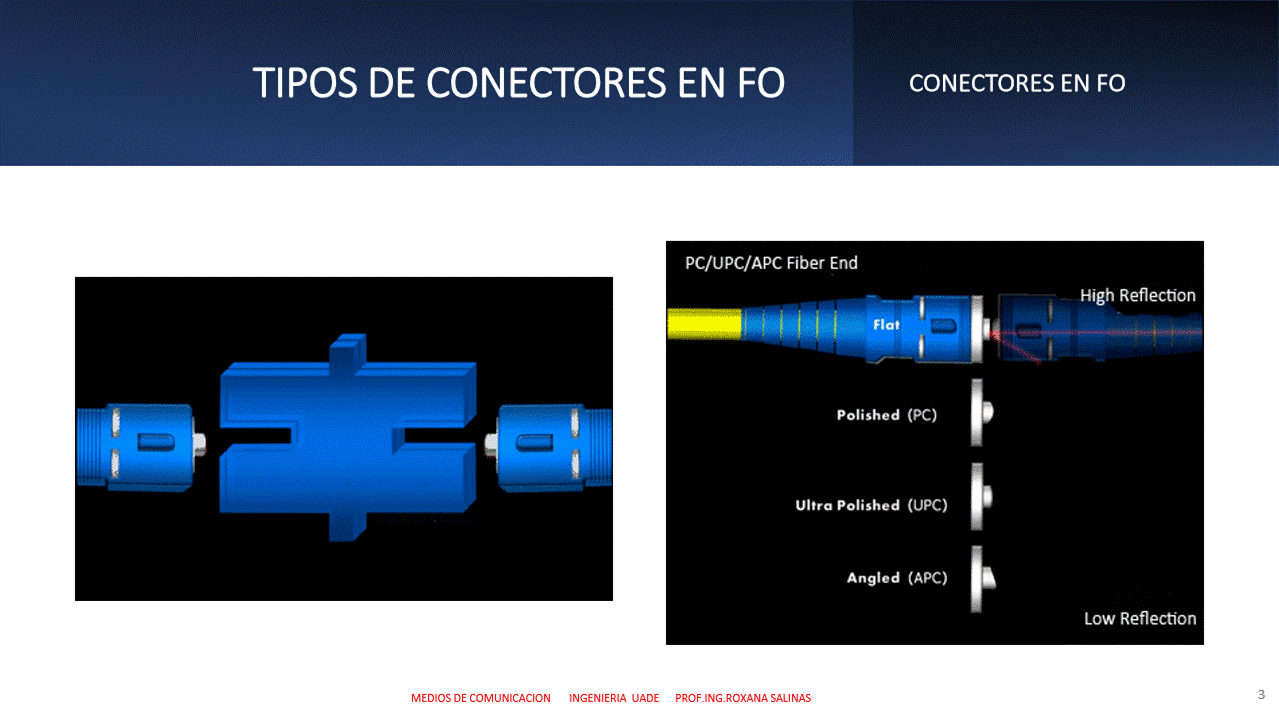 TIPOS DE CONECTORES EN FO
CONECTORES EN FO
PC/UPC/APC Fiber End
High Reflection
Flat
Polished (PC)
Ultra Polished (UPC)
Angled (APC)
Low Reflection
MEDIOS DE COMUNICACION INGENIERIA UADE PROF.ING.ROXANA SALINAS
3